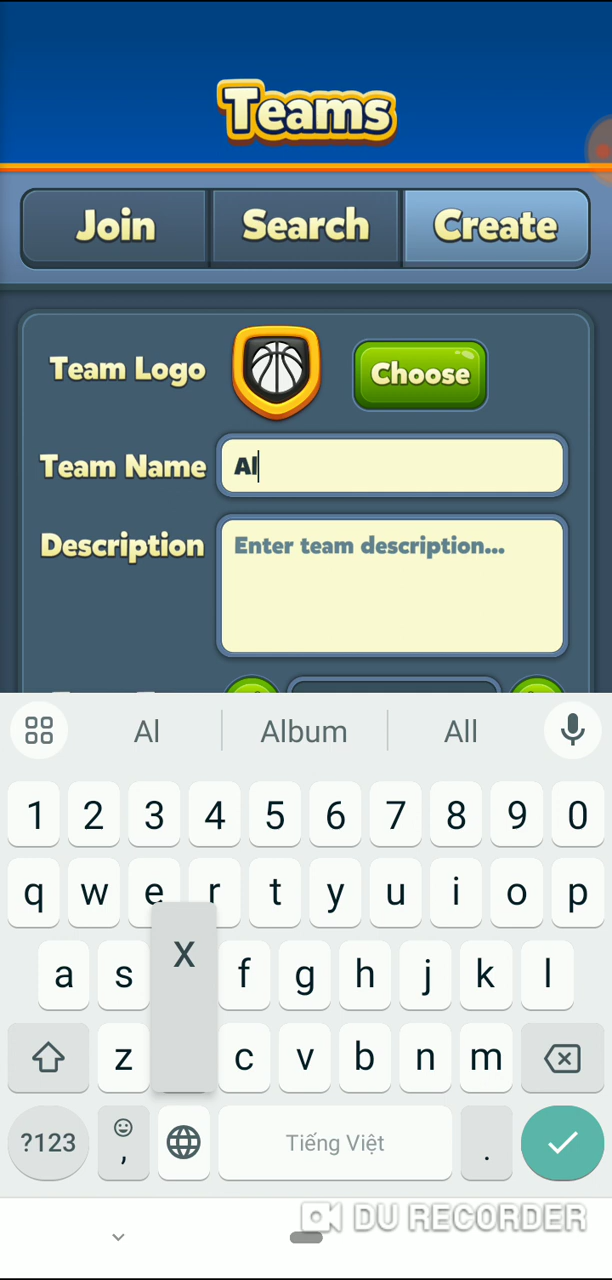 Teams
Join Search Create
Team Logo Choose
Team Name Al
Description Enter team description...
Al Album All
1 2 3 4 5 6 7 8 9 0
q w e r t y u i o p
a s f g h j k l
X
z c v b n m
?123 , Tiếng Việt .
DU RECORDER